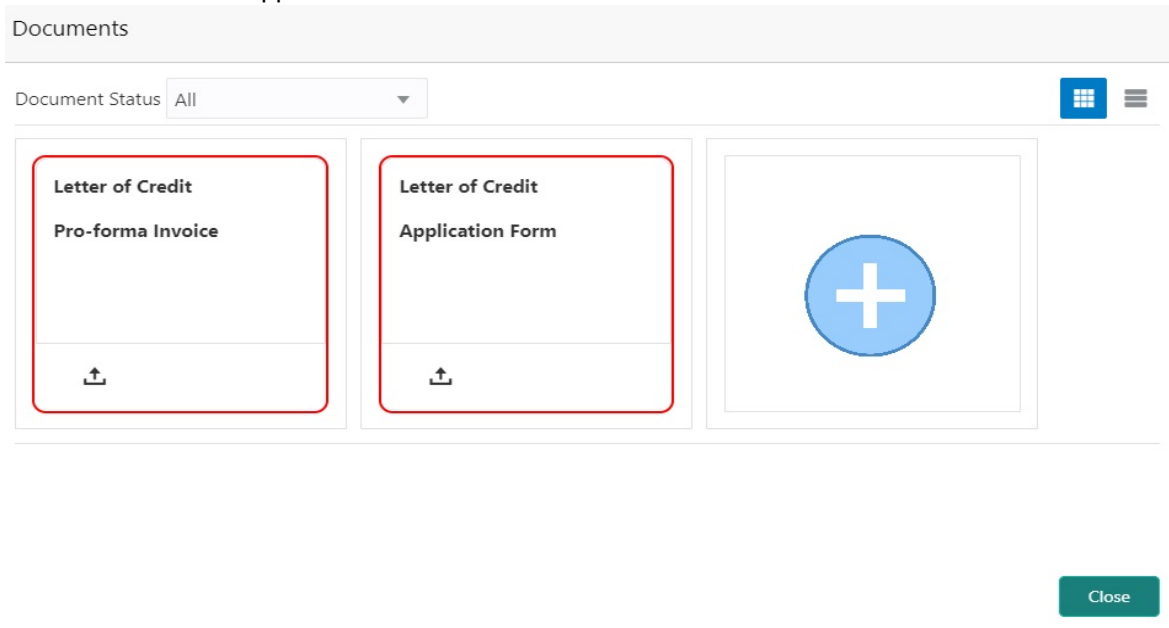 Documents
Document Status All
Letter of Credit
Pro-forma Invoice
Letter of Credit
Application Form
Close